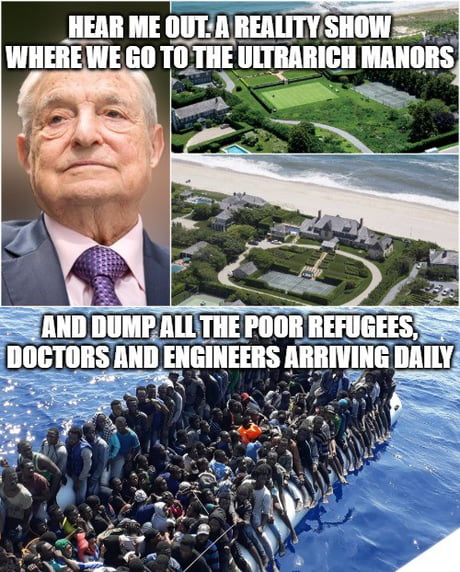 HEAR ME OUT. A REALITY SHOW
WHERE WE GO TO THE ULTRARICH MANORS
AND DUMP ALL THE POOR REFUGEES,
DOCTORS AND ENGINEERS ARRIVING DAILY